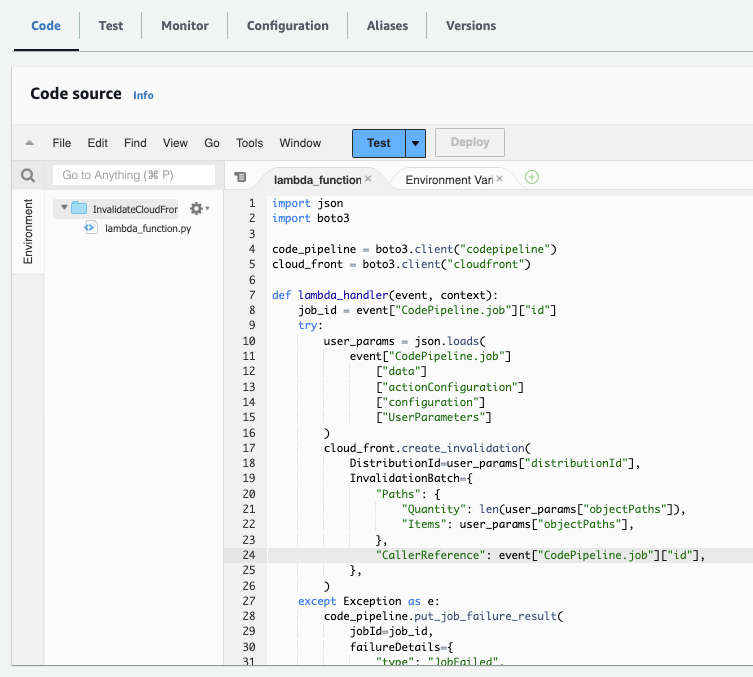 Code Test Monitor Configuration Aliases Versions
Code source Info
File Edit Find View Go Tools Window Test Deploy
Go to Anything (⌘ P) lambda_function Environment Vari
Environment
InvalidateCloudFron
lambda_function.py
1 import json
2 import boto3
3
4 code_pipeline = boto3.client("codepipeline")
5 cloud_front = boto3.client("cloudfront")
6
7 def lambda_handler(event, context):
8     job_id = event["CodePipeline.job"]["id"]
9     try:
10         user_params = json.loads(
11             event["CodePipeline.job"]
12                 ["data"]
13                 ["actionConfiguration"]
14                 ["configuration"]
15                 ["UserParameters"]
16         )
17         cloud_front.create_invalidation(
18             DistributionId=user_params["distributionId"],
19             InvalidationBatch={
20                 "Paths": {
21                     "Quantity": len(user_params["objectPaths"]),
22                     "Items": user_params["objectPaths"],
23                 },
24                 "CallerReference": event["CodePipeline.job"]["id"],
25             },
26         )
27     except Exception as e:
28         code_pipeline.put_job_failure_result(
29             jobId=job_id,
30             failureDetails={
31                 "type": "JobFailed",